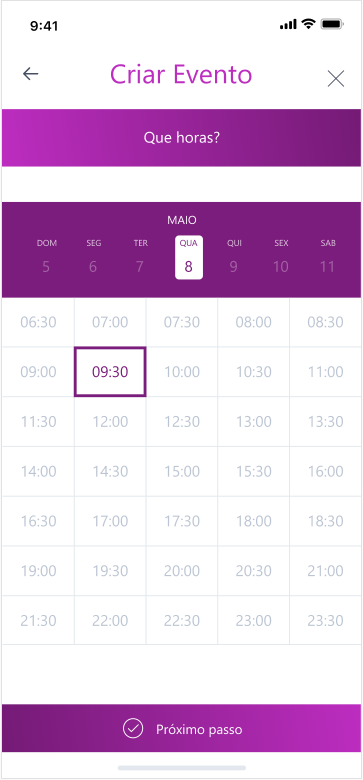 9:41
Criar Evento
Que horas?
MAIO
DOM SEG TER QUA QUI SEX SAB
5 6 7 8 9 10 11
06:30 07:00 07:30 08:00 08:30
09:00 09:30 10:00 10:30 11:00
11:30 12:00 12:30 13:00 13:30
14:00 14:30 15:00 15:30 16:00
16:30 17:00 17:30 18:00 18:30
19:00 19:30 20:00 20:30 21:00
21:30 22:00 22:30 23:00 23:30
Próximo passo